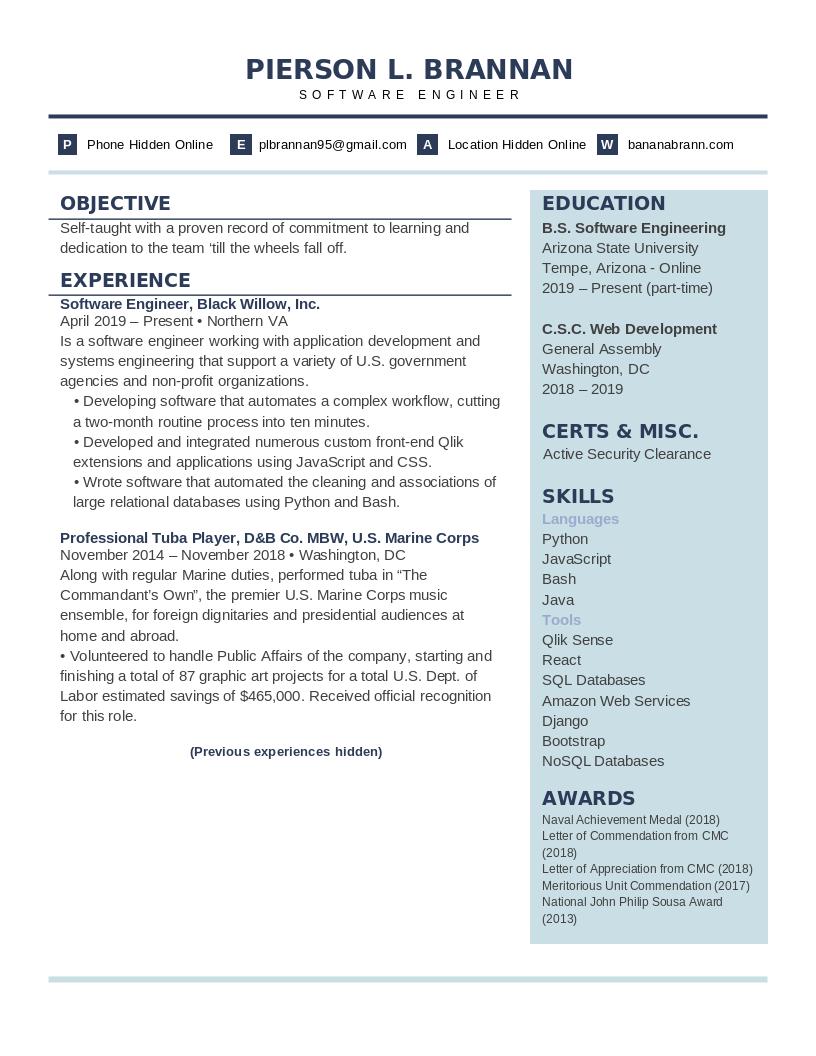 PIERSON L. BRANNAN
SOFTWARE ENGINEER
P Phone Hidden Online E plbrannan95@gmail.com A Location Hidden Online W bananabrann.com
OBJECTIVE
Self-taught with a proven record of commitment to learning and
dedication to the team ‘till the wheels fall off.
EXPERIENCE
Software Engineer, Black Willow, Inc.
April 2019 – Present • Northern VA
Is a software engineer working with application development and
systems engineering that support a variety of U.S. government
agencies and non-profit organizations.
• Developing software that automates a complex workflow, cutting
a two-month routine process into ten minutes.
• Developed and integrated numerous custom front-end Qlik
extensions and applications using JavaScript and CSS.
• Wrote software that automated the cleaning and associations of
large relational databases using Python and Bash.
Professional Tuba Player, D&B Co. MBW, U.S. Marine Corps
November 2014 – November 2018 • Washington, DC
Along with regular Marine duties, performed tuba in “The
Commandant’s Own”, the premier U.S. Marine Corps music
ensemble, for foreign dignitaries and presidential audiences at
home and abroad.
• Volunteered to handle Public Affairs of the company, starting and
finishing a total of 87 graphic art projects for a total U.S. Dept. of
Labor estimated savings of $465,000. Received official recognition
for this role.
(Previous experiences hidden)
EDUCATION
B.S. Software Engineering
Arizona State University
Tempe, Arizona - Online
2019 – Present (part-time)
C.S.C. Web Development
General Assembly
Washington, DC
2018 – 2019
CERTS & MISC.
Active Security Clearance
SKILLS
Languages
Python
JavaScript
Bash
Java
Tools
Qlik Sense
React
SQL Databases
Amazon Web Services
Django
Bootstrap
NoSQL Databases
AWARDS
Naval Achievement Medal (2018)
Letter of Commendation from CMC
(2018)
Letter of Appreciation from CMC (2018)
Meritorious Unit Commendation (2017)
National John Philip Sousa Award
(2013)